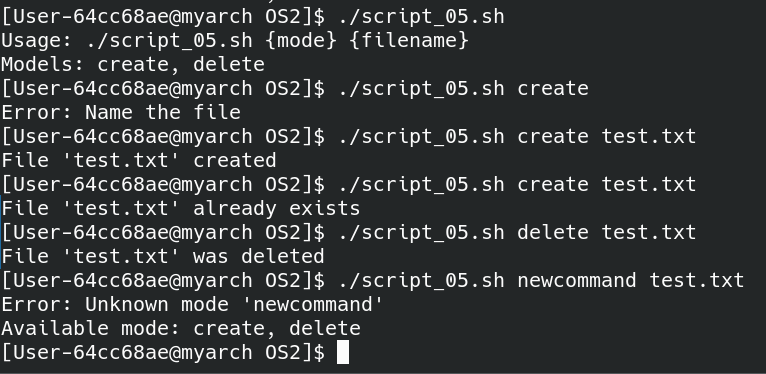 [User-64cc68ae@myarch OS2]$ ./script_05.sh
Usage: ./script_05.sh {mode} {filename}
Models: create, delete
[User-64cc68ae@myarch OS2]$ ./script_05.sh create
Error: Name the file
[User-64cc68ae@myarch OS2]$ ./script_05.sh create test.txt
File 'test.txt' created
[User-64cc68ae@myarch OS2]$ ./script_05.sh create test.txt
File 'test.txt' already exists
[User-64cc68ae@myarch OS2]$ ./script_05.sh delete test.txt
File 'test.txt' was deleted
[User-64cc68ae@myarch OS2]$ ./script_05.sh newcommand test.txt
Error: Unknown mode 'newcommand'
Available mode: create, delete
[User-64cc68ae@myarch OS2]$